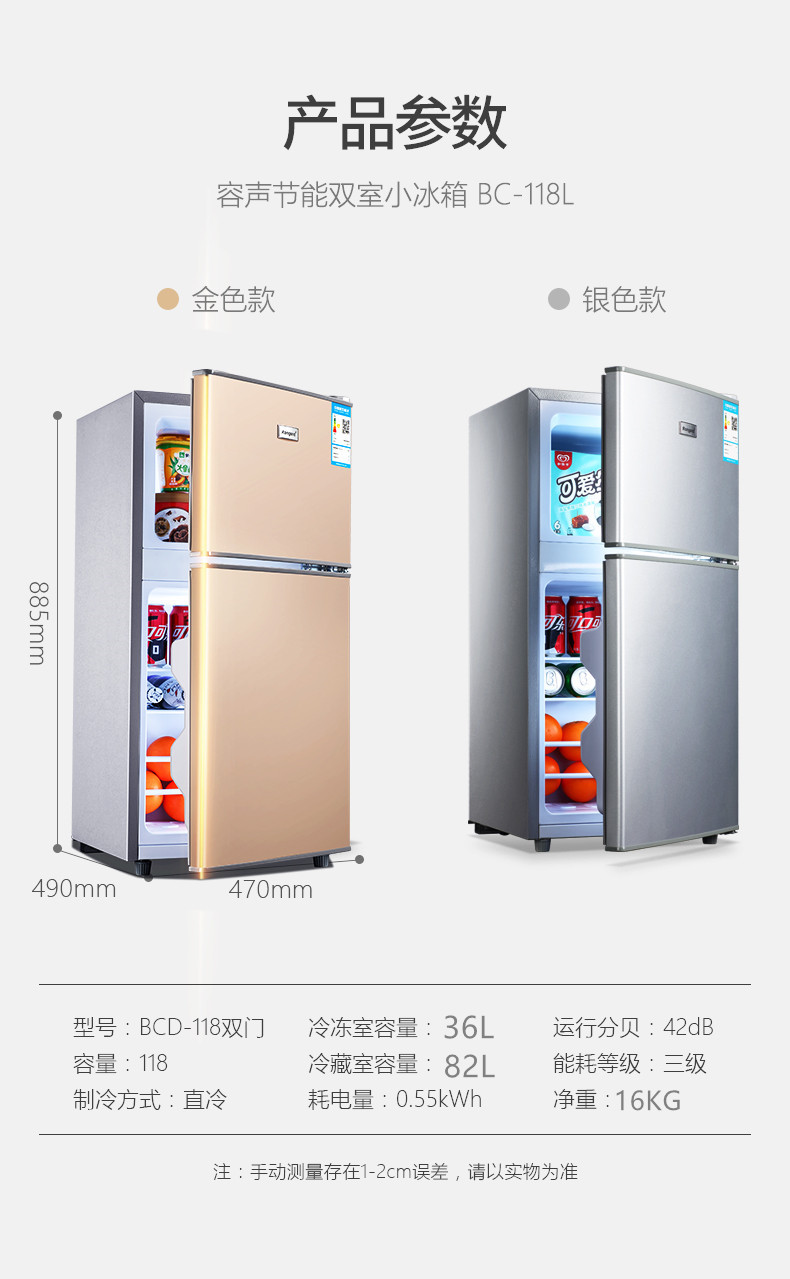 产品参数
容声节能双室小冰箱 BC-118L
金色款
银色款
可爱
885mm
490mm
470mm
型号：BCD-118双门
冷冻室容量：36L
运行分贝：42dB
容量：118
冷藏室容量：82L
能耗等级：三级
制冷方式：直冷
耗电量：0.55kWh
净重：16KG
注：手动测量存在1-2cm误差，请以实物为准